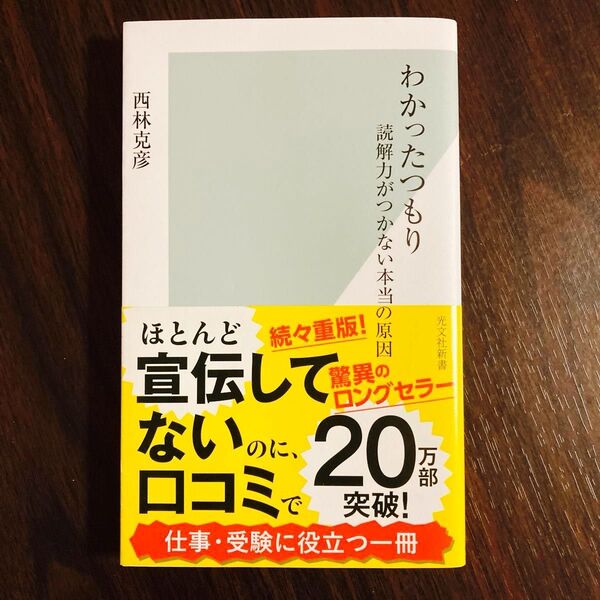 わかったつもり
読解力がつかない本当の原因
西林克彦
光文社新書
ほとんど
宣伝して
ないのに、
口コミで
続々重版!
驚異の
ロングセラー
20万部
突破!
仕事・受験に役立つ一冊